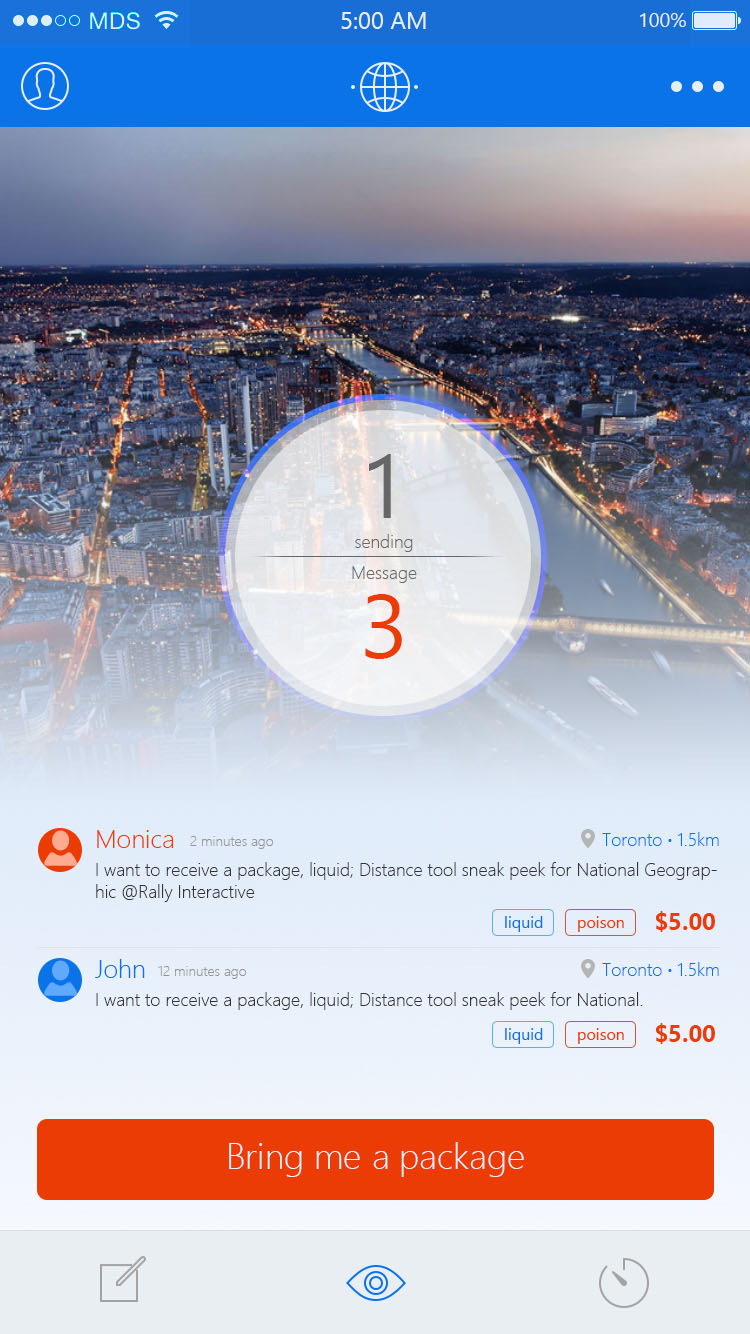 MDS 5:00 AM 100%
1
sending
Message
3
Monica 2 minutes ago Toronto • 1.5km
I want to receive a package, liquid; Distance tool sneak peek for National Geograp-
hic @Rally Interactive
liquid poison $5.00
John 12 minutes ago Toronto • 1.5km
I want to receive a package, liquid; Distance tool sneak peek for National.
liquid poison $5.00
Bring me a package